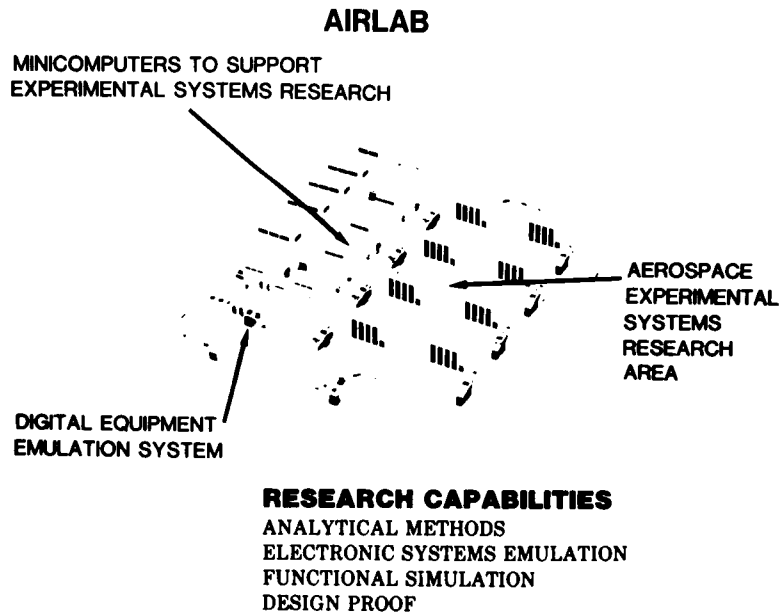 AIRLAB
MINICOMPUTERS TO SUPPORT
EXPERIMENTAL SYSTEMS RESEARCH
AEROSPACE
EXPERIMENTAL
SYSTEMS
RESEARCH
AREA
DIGITAL EQUIPMENT
EMULATION SYSTEM
RESEARCH CAPABILITIES
ANALYTICAL METHODS
ELECTRONIC SYSTEMS EMULATION
FUNCTIONAL SIMULATION
DESIGN PROOF